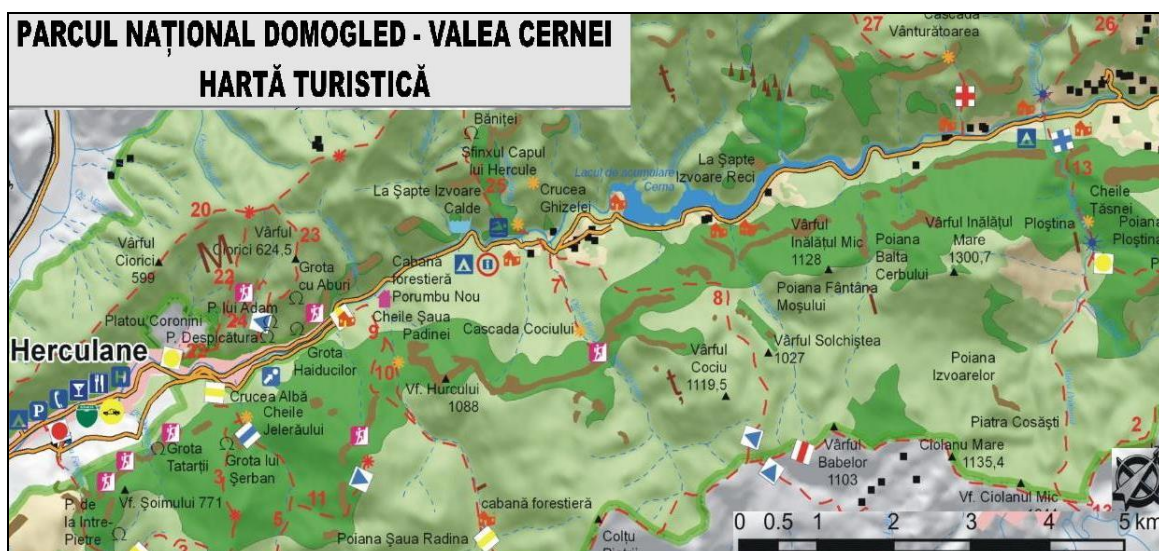 PARCUL NAȚIONAL DOMOGLED - VALEA CERNEI
HARTĂ TURISTICĂ
27
Cascada
Vânturătoarea
26
Băniței
Sfinxul Capul
lui Hercule
La Șapte Izvoare
Calde
25
Crucea
Ghizelei
Lacul de acumulare
Cerna
La Șapte
Izvoare Reci
13
Cheile
Tăsnei
20
Vârful
Ciorici
599
Vârful
Ciorici 624,5
23
Grota
cu Aburi
22
P. lui Adam
24
Platou Coronini
P. Despicătura
Cabană
forestieră
Porumbu Nou
Cheile Șaua
Padinei
9
10
7
Cascada Cociului
8
Vârful
Inălățul Mic
1128
Poiana
Balta
Cerbului
Vârful Inălățul
Mare
1300,7
Ploștina
Poiana
Ploștina
Poiana Fântâna
Moșului
Vârful Solchiștea
1027
Vârful
Cociu
1119,5
Poiana
Izvoarelor
Herculane
Grota
Haiducilor
Vf. Hurcului
1088
Crucea Albă
Cheile
Jelerăului
Grota
Tatarții
Grota lui
Șerban
3
11
Vf. Șoimului 771
P. de
la Intre-
Pietre
Poiana Șaua Radina
cabană forestieră
Colțu
Vârful
Babelor
1103
Piatra Cosăști
Ciolanu Mare
1135,4
2
Vf. Ciolanul Mic
0 0.5 1 2 3 4 5 km